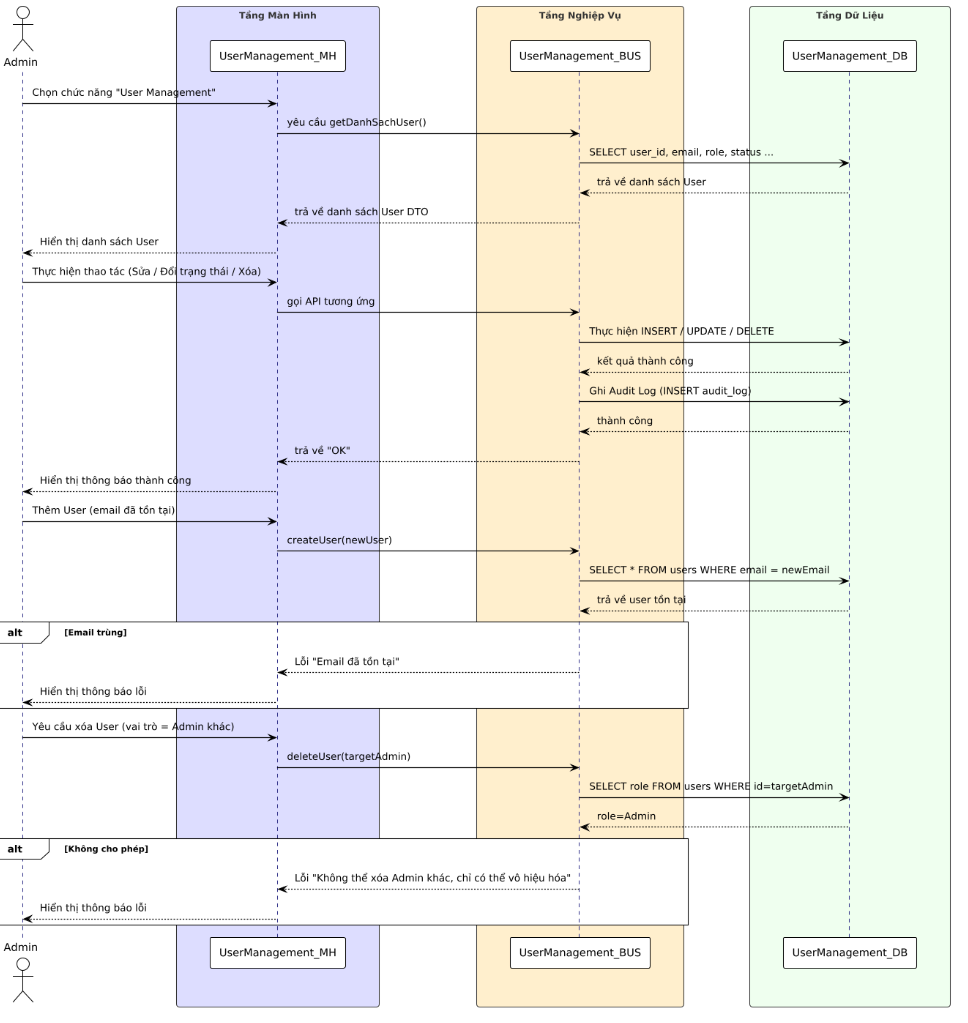 Tầng Màn Hình
Tầng Nghiệp Vụ
Tầng Dữ Liệu
Admin
UserManagement_MH
UserManagement_BUS
UserManagement_DB
Chọn chức năng "User Management"
yêu cầu getDanhSachUser()
SELECT user_id, email, role, status ...
trả về danh sách User
trả về danh sách User DTO
Hiển thị danh sách User
Thực hiện thao tác (Sửa / Đổi trạng thái / Xóa)
gọi API tương ứng
Thực hiện INSERT / UPDATE / DELETE
kết quả thành công
Ghi Audit Log (INSERT audit_log)
thành công
trả về "OK"
Hiển thị thông báo thành công
Thêm User (email đã tồn tại)
createUser(newUser)
SELECT * FROM users WHERE email = newEmail
trả về user tồn tại
alt [Email trùng]
Lỗi "Email đã tồn tại"
Hiển thị thông báo lỗi
Yêu cầu xóa User (vai trò = Admin khác)
deleteUser(targetAdmin)
SELECT role FROM users WHERE id=targetAdmin
role=Admin
alt [Không cho phép]
Lỗi "Không thể xóa Admin khác, chỉ có thể vô hiệu hóa"
Hiển thị thông báo lỗi
Admin
UserManagement_MH
UserManagement_BUS
UserManagement_DB